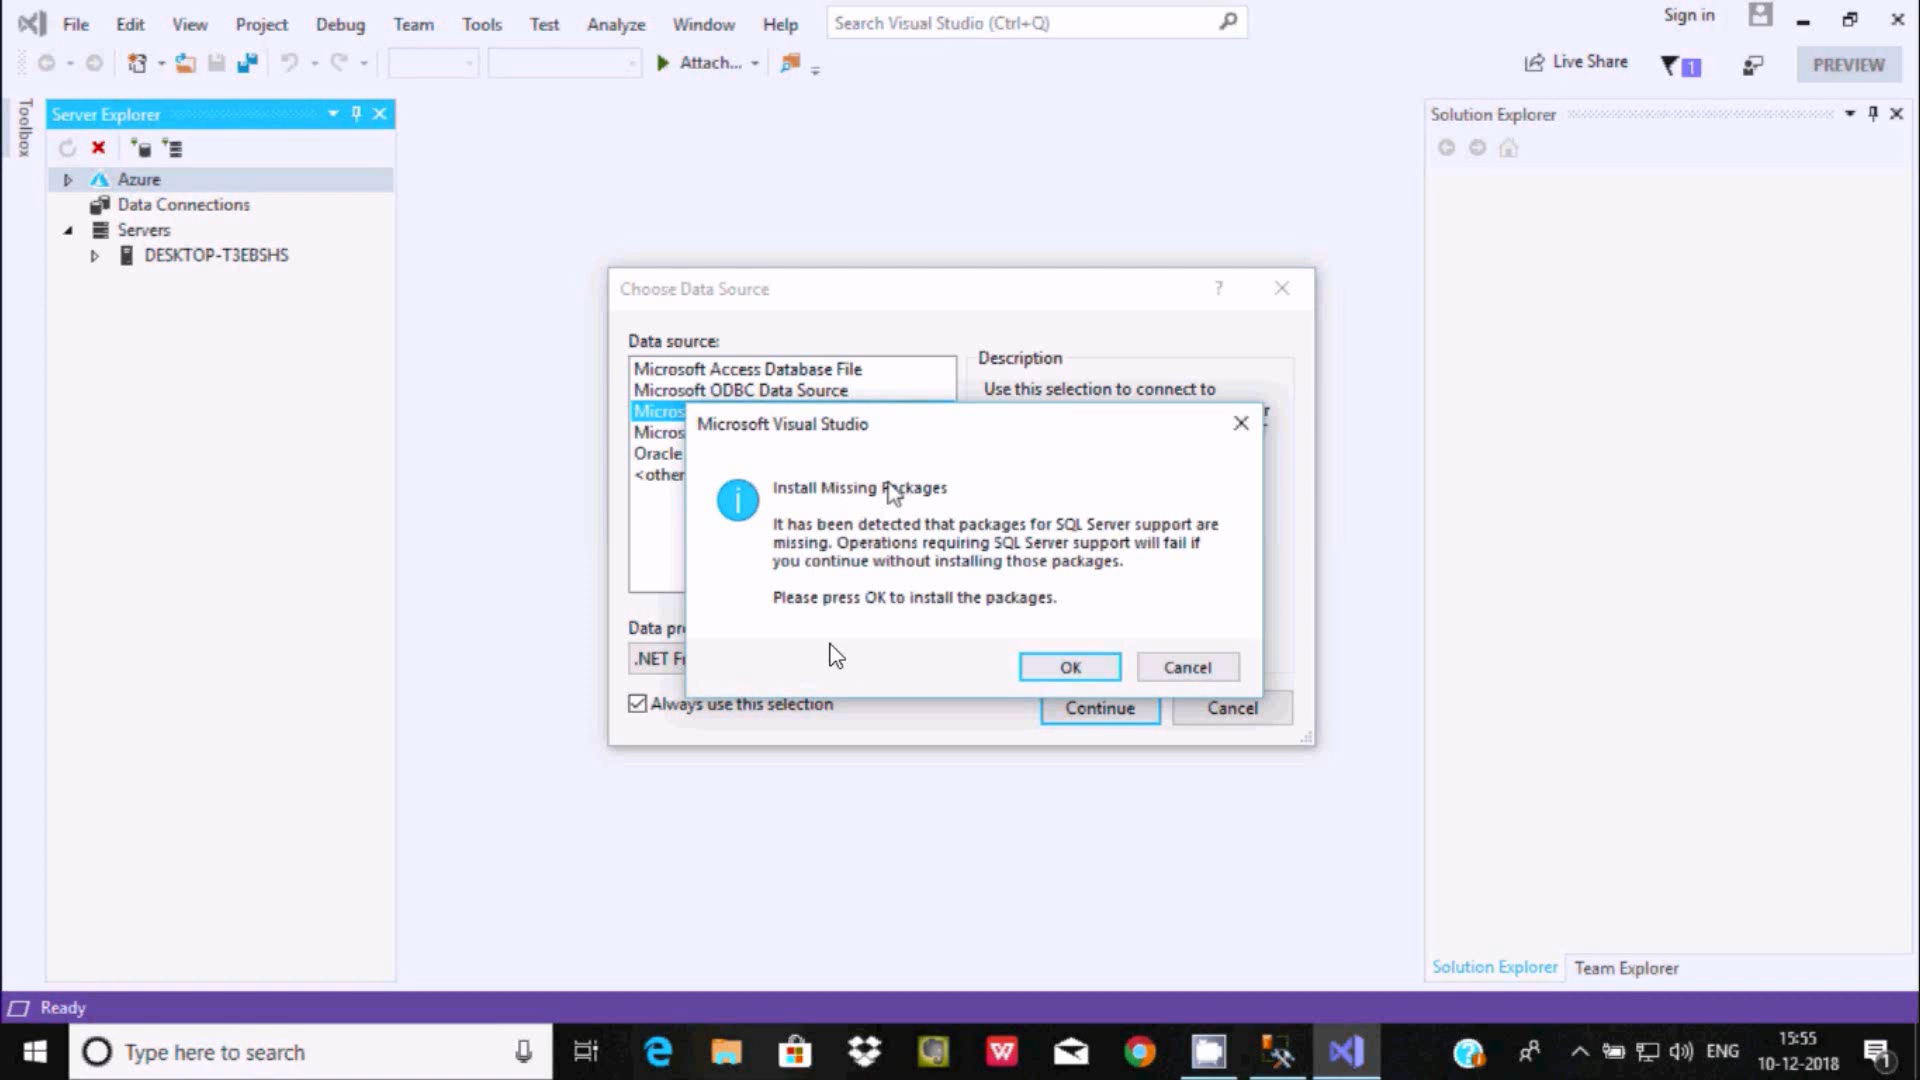 File Edit View Project Debug Team Tools Test Analyze Window Help
Search Visual Studio (Ctrl+Q)
Sign in
Attach...
Live Share
1
PREVIEW
Toolbox
Server Explorer
Azure
Data Connections
Servers
DESKTOP-T3EBSHS
Solution Explorer
Choose Data Source
?
Data source:
Microsoft Access Database File
Microsoft ODBC Data Source
Micros
Micros
Oracle
<other
Description
Use this selection to connect to
Microsoft Visual Studio
Install Missing Packages
It has been detected that packages for SQL Server support are
missing. Operations requiring SQL Server support will fail if
you continue without installing those packages.
Please press OK to install the packages.
OK
Cancel
Data pr
.NET F
Always use this selection
Continue
Cancel
Solution Explorer
Team Explorer
Ready
Type here to search
ENG
15:55
10-12-2018
1